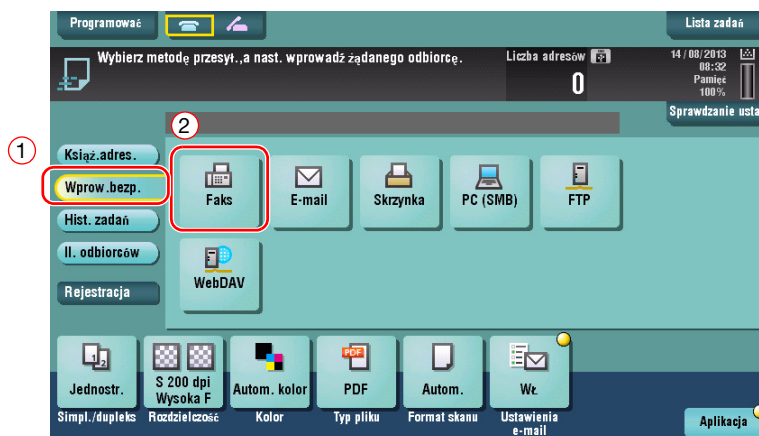 Programować
Lista zadań
Wybierz metodę przesył.,a nast. wprowadź żądanego odbiorcę.
Liczba adresów
0
14/08/2013
08:32
Pamięć
100%
Sprawdzanie usta
1
2
Książ.adres.
Wprow.bezp.
Hist. zadań
Il. odbiorców
Rejestracja
Faks
E-mail
Skrzynka
PC (SMB)
FTP
WebDAV
1 2
PDF
Jednostr.
S 200 dpi
Wysoka F
Autom. kolor
PDF
Autom.
Wł.
Simpl./dupleks
Rozdzielczość
Kolor
Typ pliku
Format skanu
Ustawienia
e-mail
Aplikacja